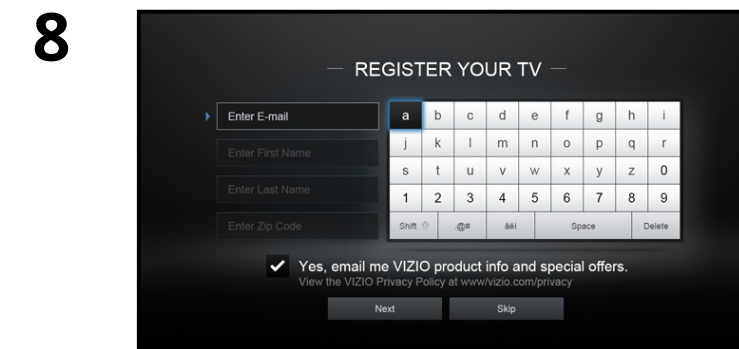 8
REGISTER YOUR TV
Enter E-mail
a b c d e f g h i
Enter First Name
j k l m n o p q r
Enter Last Name
s t u v w x y z 0
1 2 3 4 5 6 7 8 9
Enter Zip Code
Shift .@# áêì Space Delete
Yes, email me VIZIO product info and special offers.
View the VIZIO Privacy Policy at www/vizio.com/privacy
Next Skip